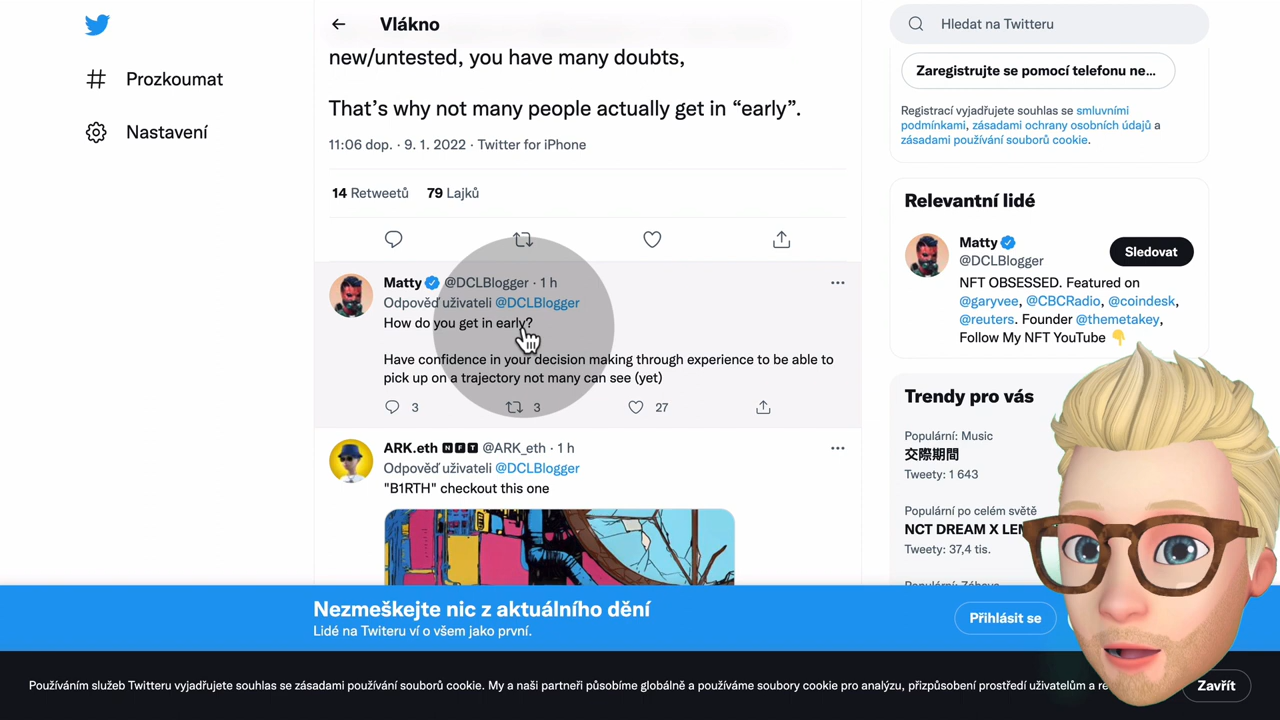 Prozkoumat
Nastavení
Vlákno
new/untested, you have many doubts,
That’s why not many people actually get in “early”.
11:06 dop. · 9. 1. 2022 · Twitter for iPhone
14 Retweetů 79 Lajků
Matty @DCLBlogger · 1 h
Odpověď uživateli @DCLBlogger
How do you get in early?
Have confidence in your decision making through experience to be able to
pick up on a trajectory not many can see (yet)
3 3 27
ARK.eth NFT @ARK_eth · 1 h
Odpověď uživateli @DCLBlogger
"B1RTH" checkout this one
Hledat na Twitteru
Zaregistrujte se pomocí telefonu ne...
Registrací vyjadřujete souhlas se smluvními
podmínkami, zásadami ochrany osobních údajů a
zásadami používání souborů cookie.
Relevantní lidé
Matty
@DCLBlogger
Sledovat
NFT OBSESSED. Featured on
@garyvee, @CBCRadio, @coindesk,
@reuters. Founder @themetakey,
Follow My NFT YouTube 👇
Trendy pro vás
Populární: Music
交際期間
Tweety: 1 643
Populární po celém světě
NCT DREAM X
Tweety: 37,4 tis.
Nezmeškejte nic z aktuálního dění
Lidé na Twiteru ví o všem jako první.
Přihlásit se
Používáním služeb Twitteru vyjadřujete souhlas se zásadami používání souborů cookie. My a naši partneři působíme globálně a používáme soubory cookie pro analýzu, přizpůsobení prostředí uživatelům a
Zavřít